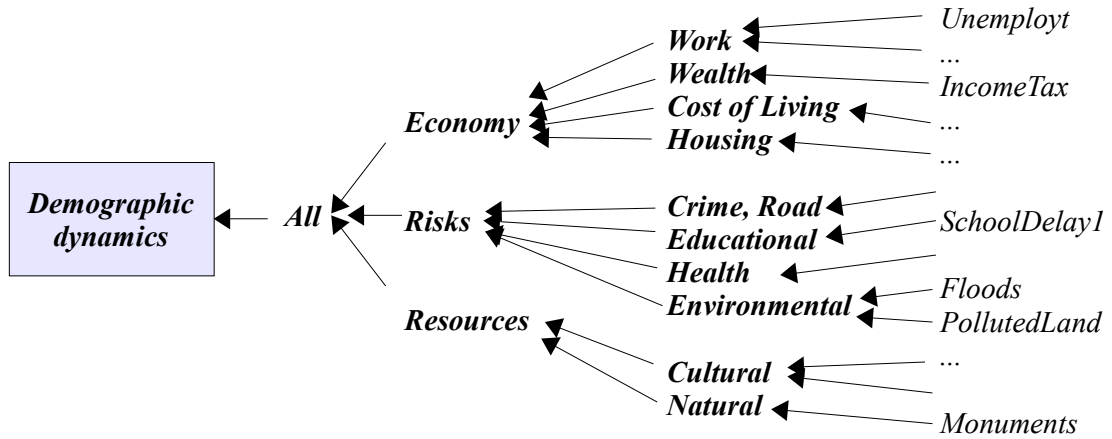 Demographic
dynamics
All
Economy
Risks
Resources
Work
Wealth
Cost of Living
Housing
Crime, Road
Educational
Health
Environmental
Cultural
Natural
Unemployt
...
IncomeTax
...
...
SchoolDelay1
Floods
PollutedLand
...
Monuments